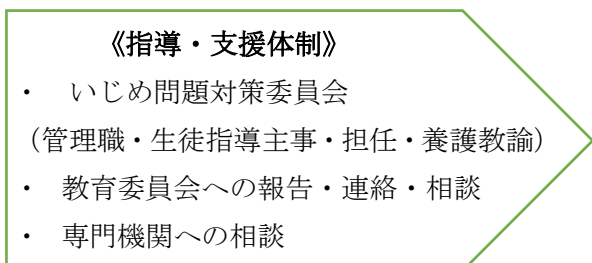 《指導・支援体制》
・　いじめ問題対策委員会
（管理職・生徒指導主事・担任・養護教諭）
・　教育委員会への報告・連絡・相談
・　専門機関への相談